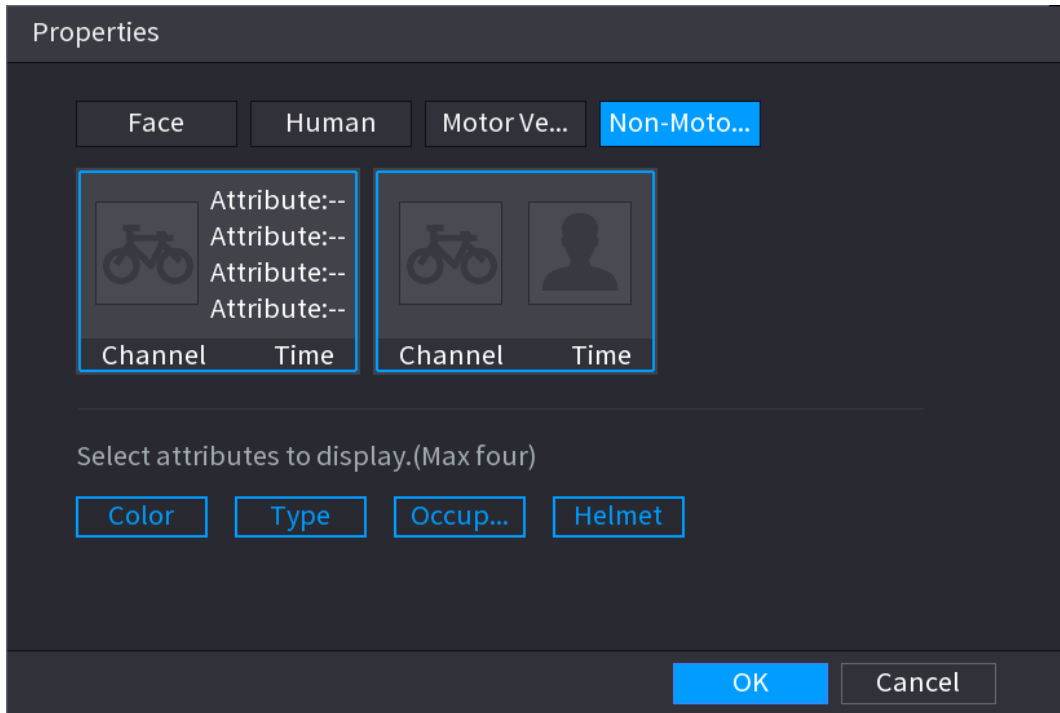 Properties
Face Human Motor Ve... Non-Moto...
Attribute:--
Attribute:--
Attribute:--
Attribute:--
Channel Time Channel Time
Select attributes to display.(Max four)
Color Type Occup... Helmet
OK Cancel